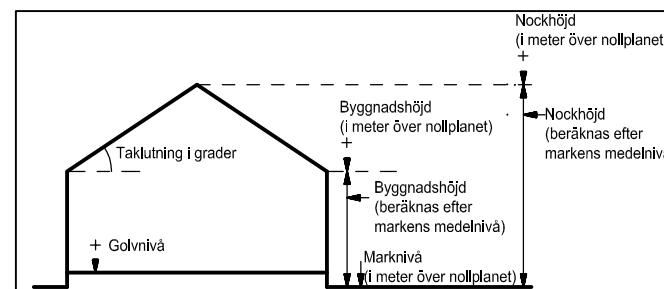 Nockhöjd
(i meter över nollplanet
+
Byggnadshöjd
(i meter över nollplanet)
+
Nockhöjd
(beräknas efter
markens medelnivå
Taklutning i grader
Byggnadshöjd
(beräknas efter
markens medelnivå)
+ Golvnivå
Marknivå
(i meter över nollplanet)